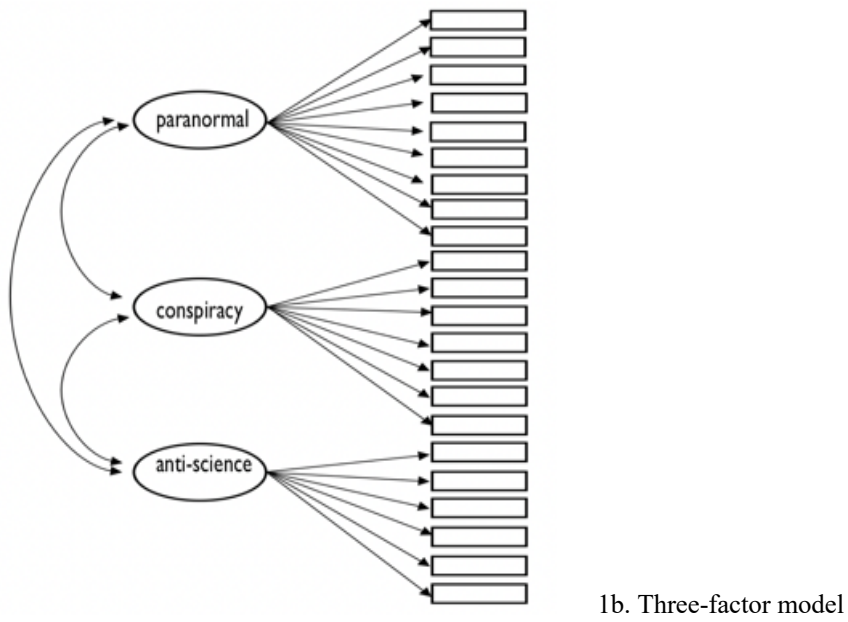 paranormal
conspiracy
anti-science
1b. Three-factor model